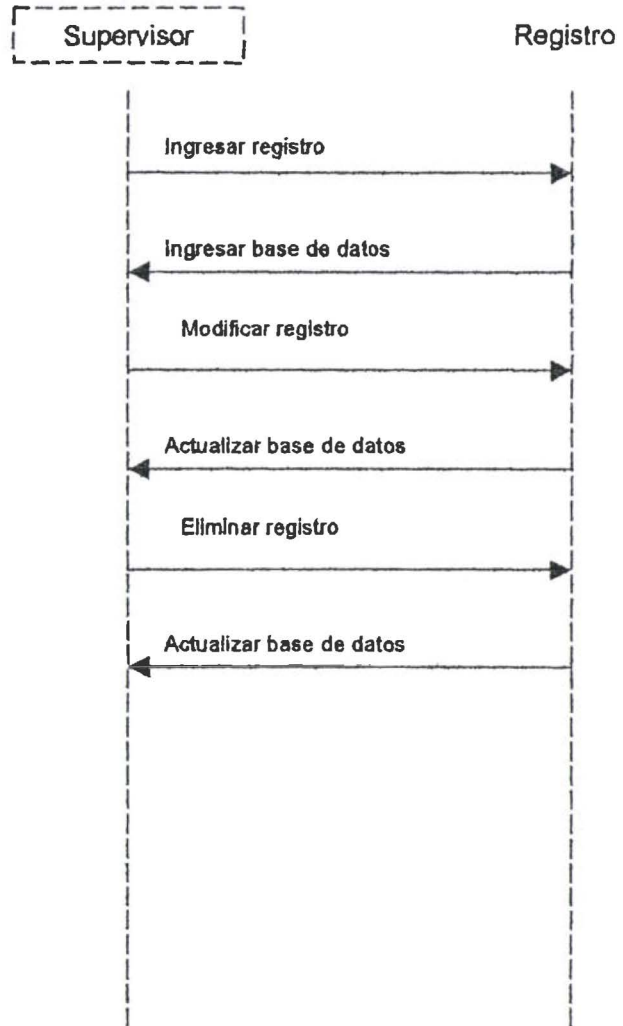 Supervisor
Registro
Ingresar registro
Ingresar base de datos
Modificar registro
Actualizar base de datos
Eliminar registro
Actualizar base de datos